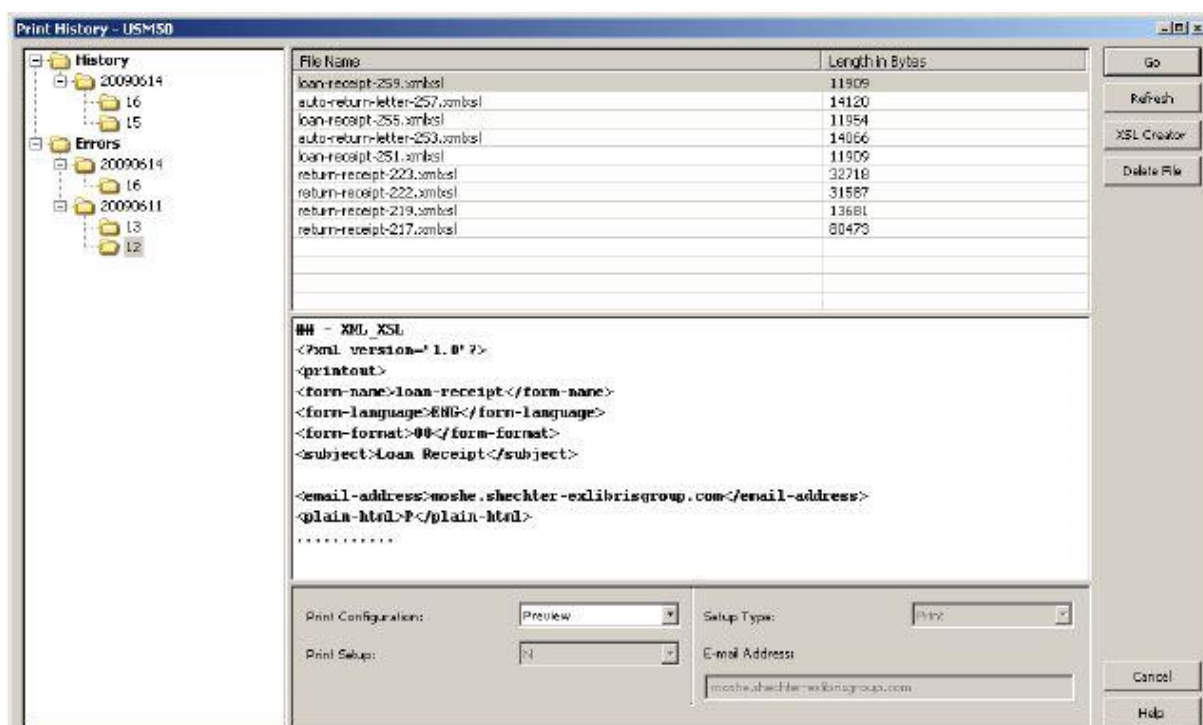 Print History - USM50
History
20090614
16
15
Errors
20090614
16
20090611
13
12
File Name Length in Bytes
loan-receipt-259.xmlxsl 11909
auto-return-letter-257.xmlxsl 14120
loan-receipt-255.xmlxsl 11954
auto-return-letter-253.xmlxsl 14066
loan-receipt-251.xmlxsl 11909
return-receipt-223.xmlxsl 32718
return-receipt-222.xmlxsl 31587
return-receipt-219.xmlxsl 13681
return-receipt-217.xmlxsl 80473
## - XML_XSL
<?xml version="1.0"?>
<printout>
<form-name>loan-receipt</form-name>
<form-language>ENG</form-language>
<form-format>00</form-format>
<subject>Loan Receipt</subject>
<email-address>moshe.shechter-exlibrisgroup.com</email-address>
<plain-html>P</plain-html>
...........
Print Configuration: Preview
Setup Type: Print
Print Setup: N
E-mail Address:
moshe.shechter-exlibrisgroup.com
Go
Refresh
XSL Creator
Delete File
Cancel
Help